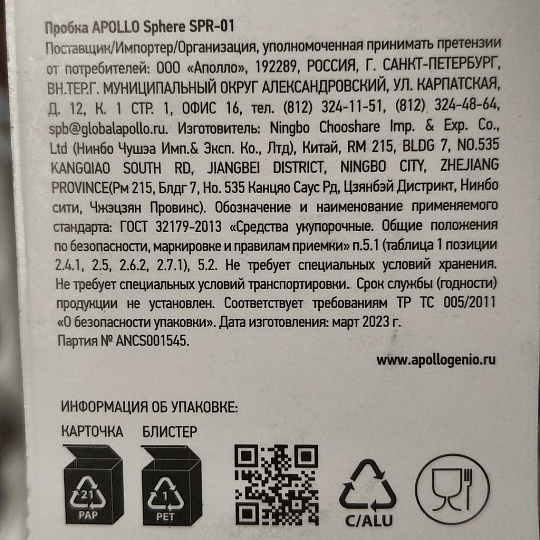 Пробка APOLLO Sphere SPR-01
Поставщик/Импортер/Организация, уполномоченная принимать претензии
от потребителей: ООО «Аполло», 192289, РОССИЯ, Г. САНКТ-ПЕТЕРБУРГ,
ВН.ТЕР.Г. МУНИЦИПАЛЬНЫЙ ОКРУГ АЛЕКСАНДРОВСКИЙ, УЛ. КАРПАТСКАЯ,
Д. 12, К. 1 СТР. 1, ОФИС 16, тел. (812) 324-11-51, (812) 324-48-64,
spb@globalapollo.ru. Изготовитель: Ningbo Chooshare Imp. & Exp. Co.,
Ltd (Нинбо Чушэа Имп.& Эксп. Ко., Лтд), Китай, RM 215, BLDG 7, NO.535
KANGQIAO SOUTH RD, JIANGBEI DISTRICT, NINGBO CITY, ZHEJIANG
PROVINCE(Рм 215, Блдг 7, Но. 535 Канцяо Саус Рд, Цзянбэй Дистрикт, Нинбо
сити, Чжэцзян Провинс). Обозначение и наименование применяемого
стандарта: ГОСТ 32179-2013 «Средства укупорочные. Общие положения
по безопасности, маркировке и правилам приемки» п.5.1 (таблица 1 позиции
2.4.1, 2.5, 2.6.2, 2.7.1), 5.2. Не требует специальных условий хранения.
Не требует специальных условий транспортировки. Срок службы (годности)
продукции не установлен. Соответствует требованиям ТР ТС 005/2011
«О безопасности упаковки». Дата изготовления: март 2023 г.
Партия № ANCS001545.
www.apollogenio.ru
ИНФОРМАЦИЯ ОБ УПАКОВКЕ:
КАРТОЧКА БЛИСТЕР
21 1
PAP PET C/ALU